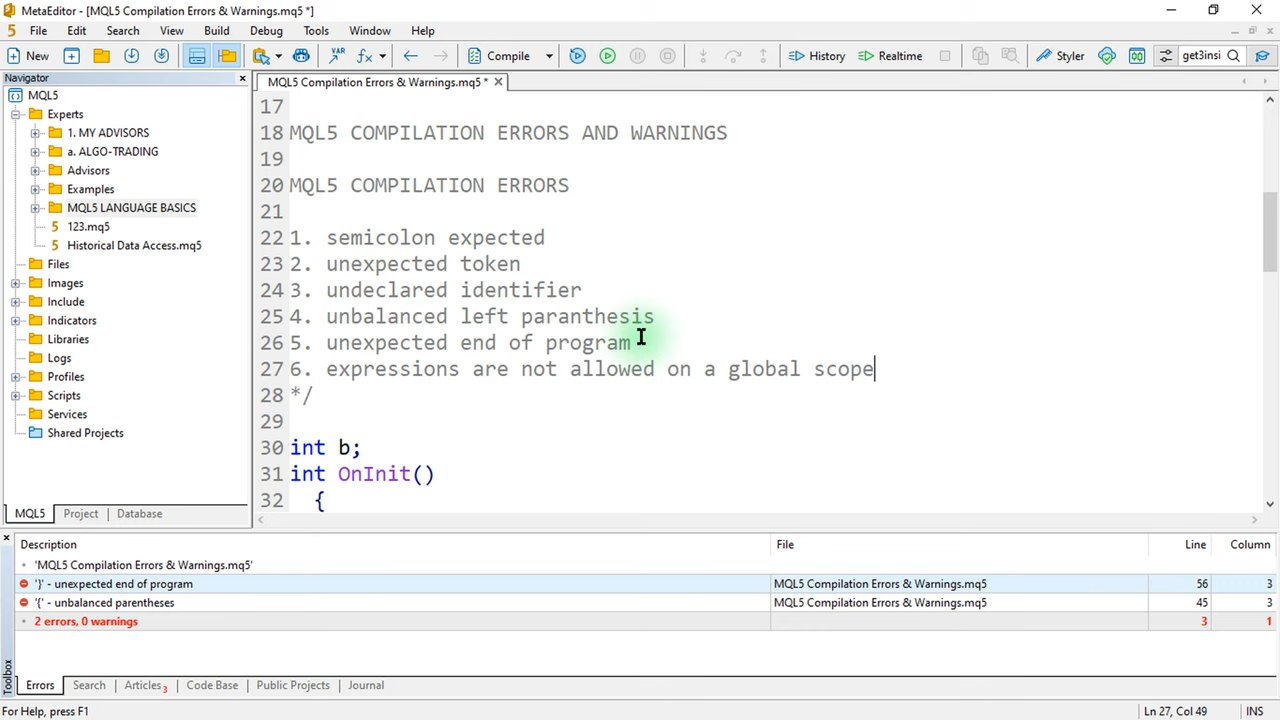 MetaEditor - [MQL5 Compilation Errors & Warnings.mq5 *]
5 File Edit Search View Insert Build Debug Tools Window Help
New VAR fx Compile History Realtime Styler get3insi
Navigator
MQL5 Compilation Errors & Warnings.mq5 *
MQL5
Experts
1. MY ADVISORS
a. ALGO-TRADING
Advisors
Examples
MQL5 LANGUAGE BASICS
5 123.mq5
5 Historical Data Access.mq5
Files
Images
Include
Indicators
Libraries
Logs
Profiles
Scripts
Services
Shared Projects
MQL5 Project Database
17
18 MQL5 COMPILATION ERRORS AND WARNINGS
19
20 MQL5 COMPILATION ERRORS
21
22 1. semicolon expected
23 2. unexpected token
24 3. undeclared identifier
25 4. unbalanced left paranthesis
26 5. unexpected end of program
27 6. expressions are not allowed on a global scope
28 */
29
30 int b;
31 int OnInit()
32 {
Description File Line Column
'MQL5 Compilation Errors & Warnings.mq5'
'}' - unexpected end of program MQL5 Compilation Errors & Warnings.mq5 56 3
'{' - unbalanced parentheses MQL5 Compilation Errors & Warnings.mq5 45 3
2 errors, 0 warnings 3 1
Toolbox
Errors Search Articles 3 Code Base Public Projects Journal
For Help, press F1 Ln 27, Col 49 INS